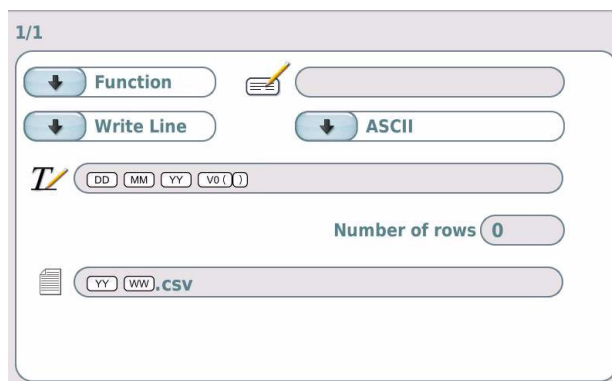 1/1
Function
Write Line ASCII
DD MM YY V0 ( )
Number of rows 0
YY WW .csv